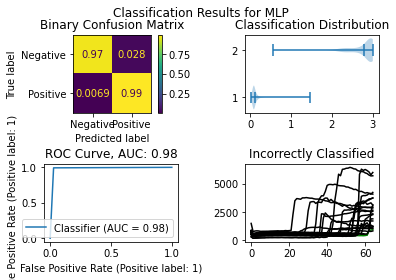 Classification Results for MLP
Binary Confusion Matrix
True label
Negative
Positive
0.97
0.028
0.0069
0.99
Negative
Positive
Predicted label
0.75
0.50
0.25
Classification Distribution
2
1
0
1
2
3
ROC Curve, AUC: 0.98
e Positive Rate (Positive label: 1)
1.0
0.5
0.0
Classifier (AUC = 0.98)
0.0
0.5
1.0
False Positive Rate (Positive label: 1)
Incorrectly Classified
5000
2500
0
0
20
40
60